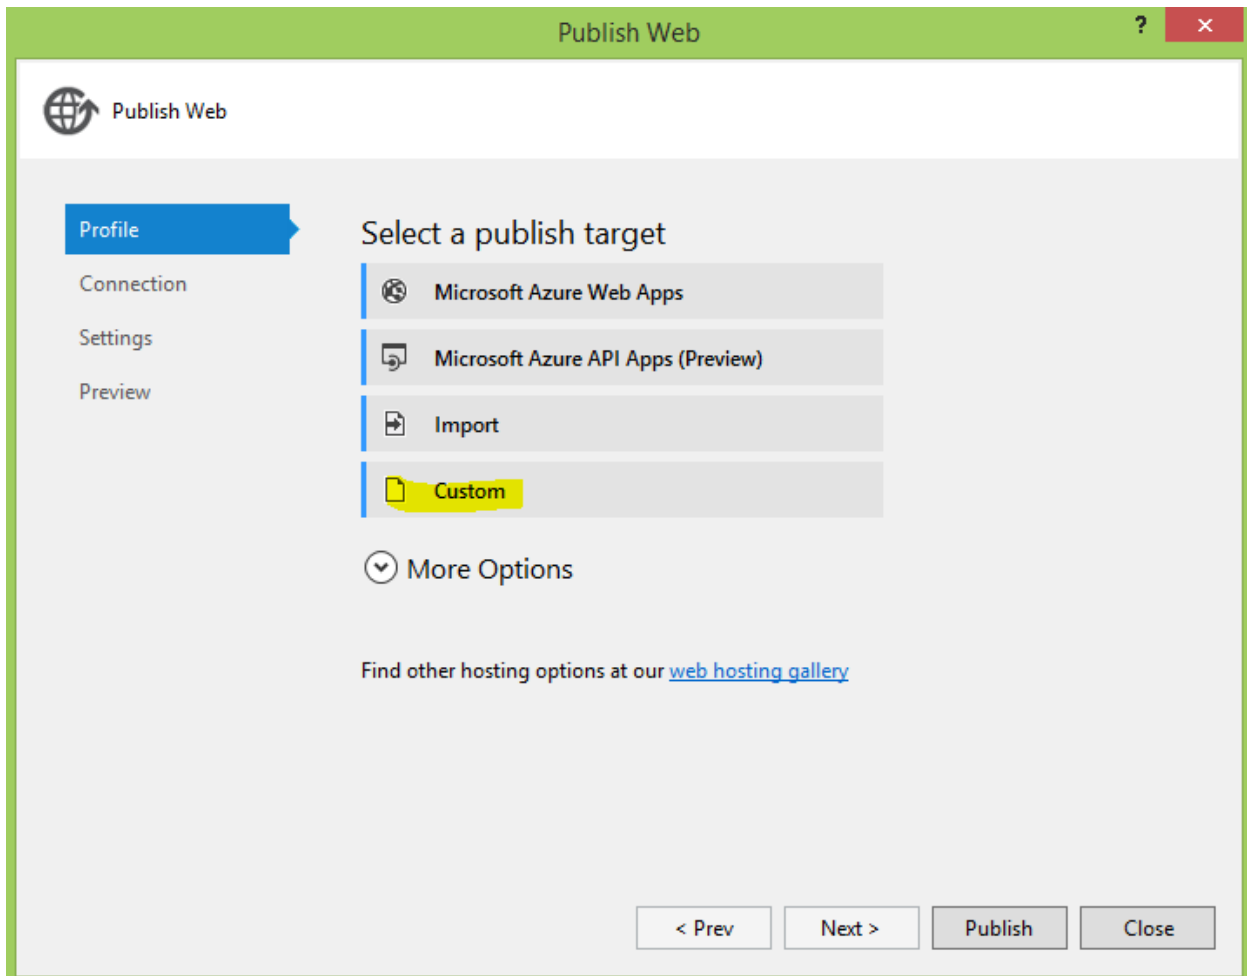 Publish Web
?
Publish Web
Profile
Connection
Settings
Preview
Select a publish target
Microsoft Azure Web Apps
Microsoft Azure API Apps (Preview)
Import
Custom
More Options
Find other hosting options at our web hosting gallery
< Prev
Next >
Publish
Close